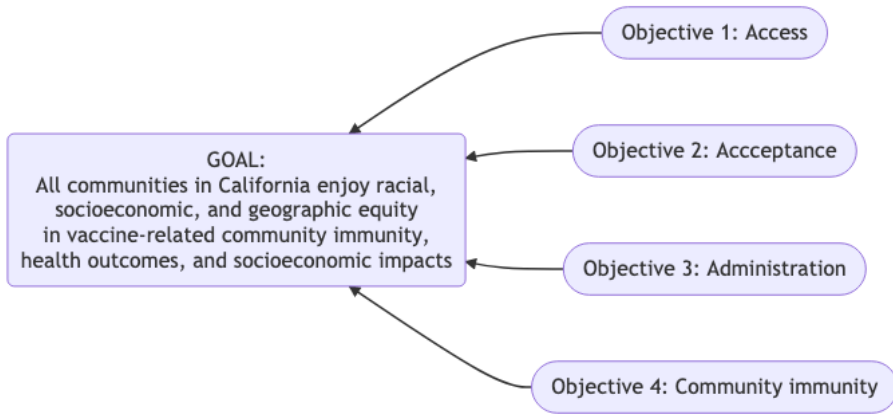 Objective 1: Access
Objective 2: Accceptance
GOAL:
All communities in California enjoy racial,
socioeconomic, and geographic equity
in vaccine-related community immunity,
health outcomes, and socioeconomic impacts
Objective 3: Administration
Objective 4: Community immunity